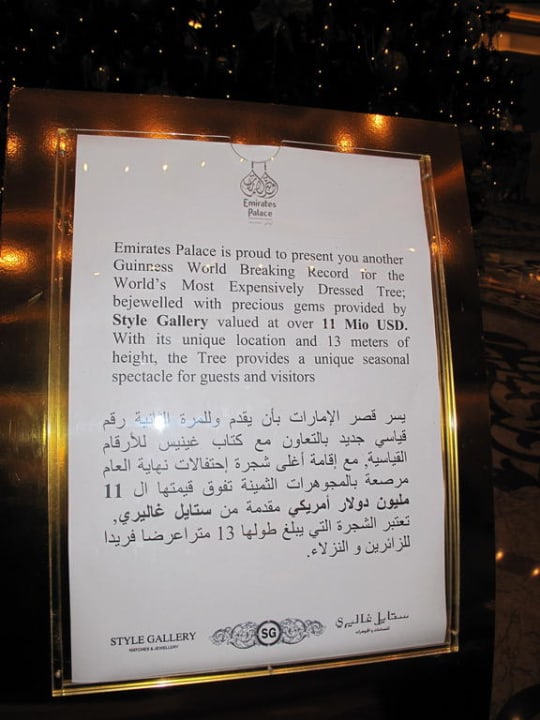 Emirates
Palace
Emirates Palace is proud to present you another
Guinness World Breaking Record for the
World's Most Expensively Dressed Tree;
bejewelled with precious gems provided by
Style Gallery valued at over 11 Mio USD.
With its unique location and 13 meters of
height, the Tree provides a unique seasonal
spectacle for guests and visitors
يسر قصر الإمارات بأن يقدم وللمرة الثانية رقم
قياسي جديد بالتعاون مع كتاب غينيس للأرقام
القياسية, مع إقامة أغلى شجرة إحتفالات نهاية العام
مرصعة بالمجوهرات الثمينة تفوق قيمتها ال 11
مليون دولار أمريكي مقدمة من ستايل غاليري,
تعتبر الشجرة التي يبلغ طولها 13 متراعرضا فريدا
للزائرين و النزلاء.
STYLE GALLERY
WATCHES & JEWELLERY
SG
ستايل غاليري